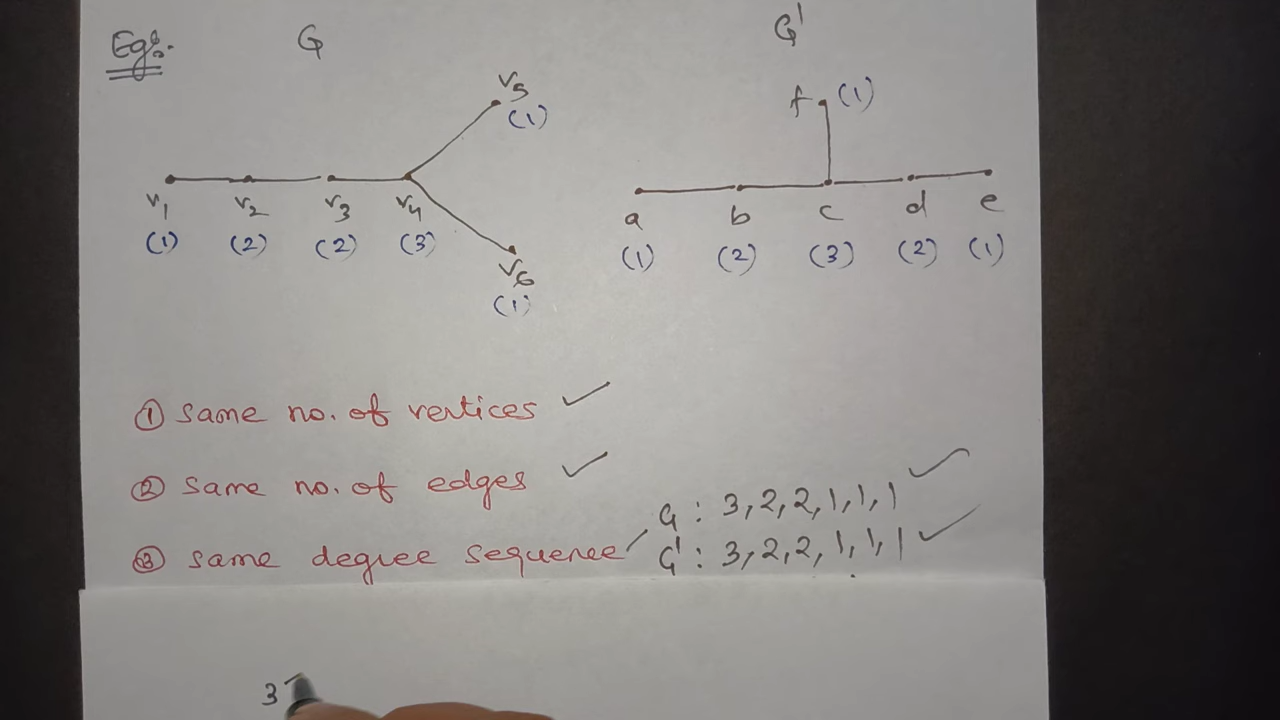 Eg:-
G
G'
v5
(1)
f (1)
v1 v2 v3 v4
(1) (2) (2) (3)
v6
(1)
a b c d e
(1) (2) (3) (2) (1)
① same no. of vertices ✓
② same no. of edges ✓
G : 3, 2, 2, 1, 1, 1 ✓
③ same degree sequence ✓
G' : 3, 2, 2, 1, 1, 1 ✓
3